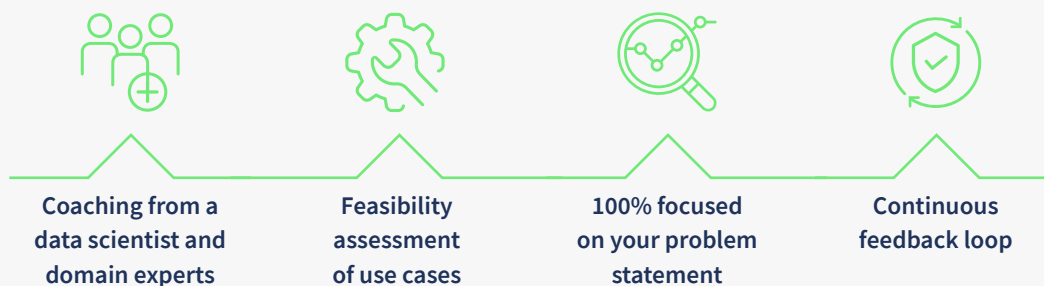 Coaching from a
data scientist and
domain experts
Feasibility
assessment
of use cases
100% focused
on your problem
statement
Continuous
feedback loop